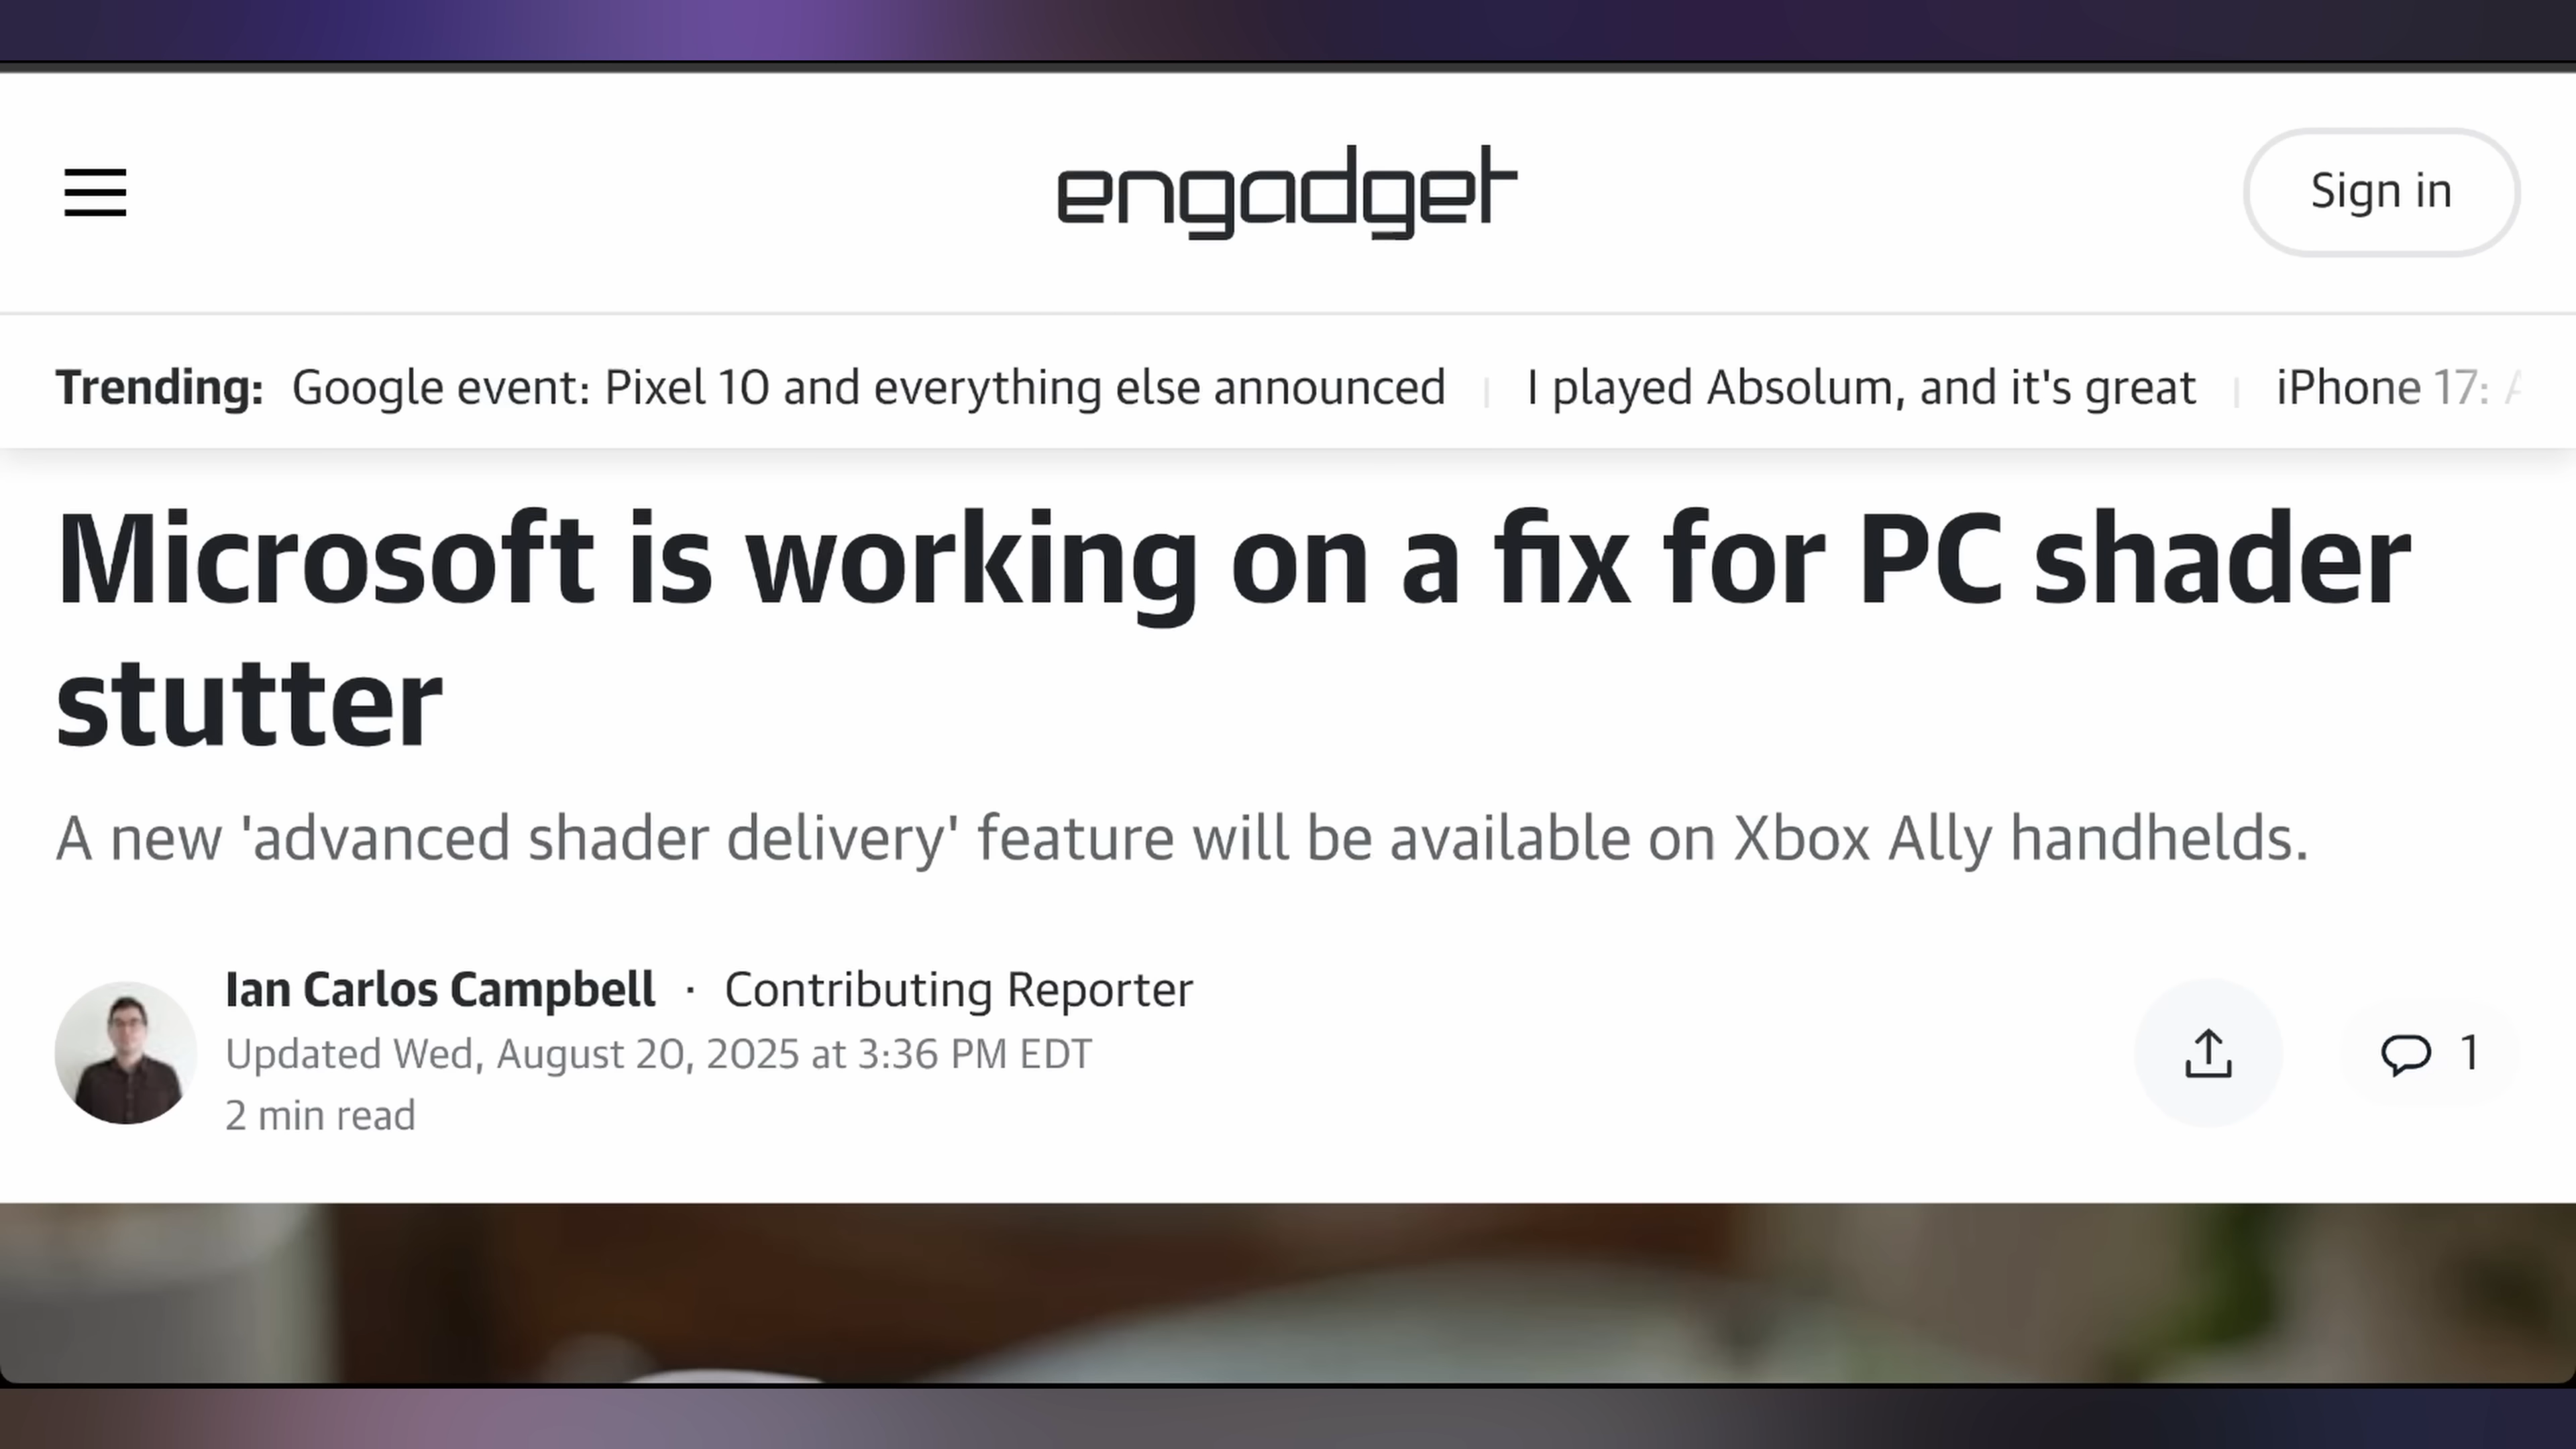 engadget
Sign in
Trending: Google event: Pixel 10 and everything else announced | I played Absolum, and it's great | iPhone 17:
Microsoft is working on a fix for PC shader
stutter
A new 'advanced shader delivery' feature will be available on Xbox Ally handhelds.
Ian Carlos Campbell · Contributing Reporter
Updated Wed, August 20, 2025 at 3:36 PM EDT
2 min read
1